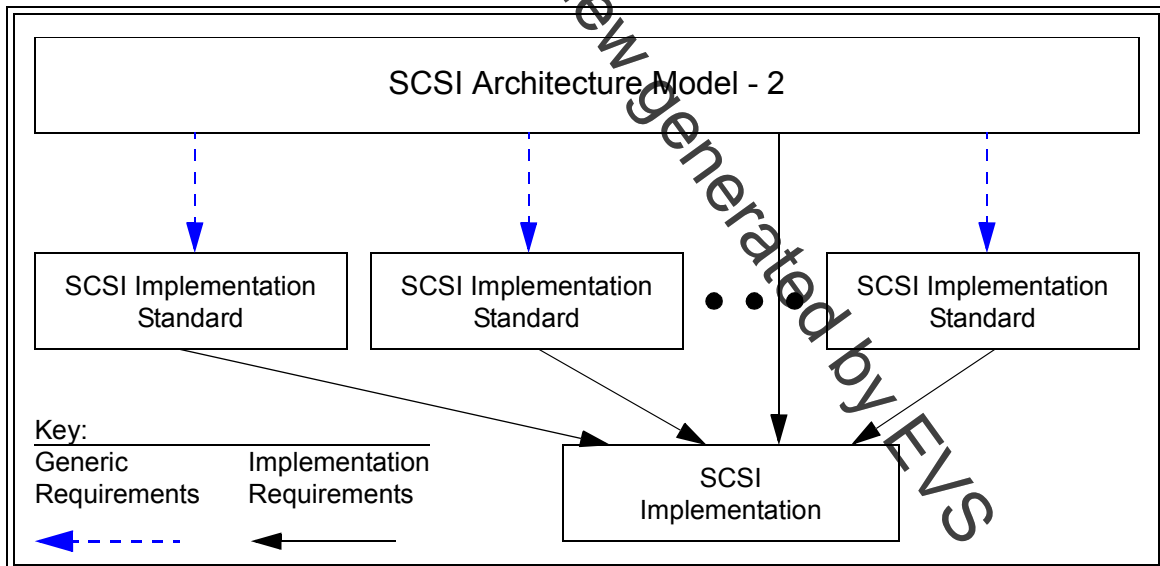 SCSI Architecture Model - 2
SCSI Implementation
Standard
SCSI Implementation
Standard
SCSI Implementation
Standard
Key:
Generic
Requirements
Implementation
Requirements
SCSI
Implementation
generated by EVS